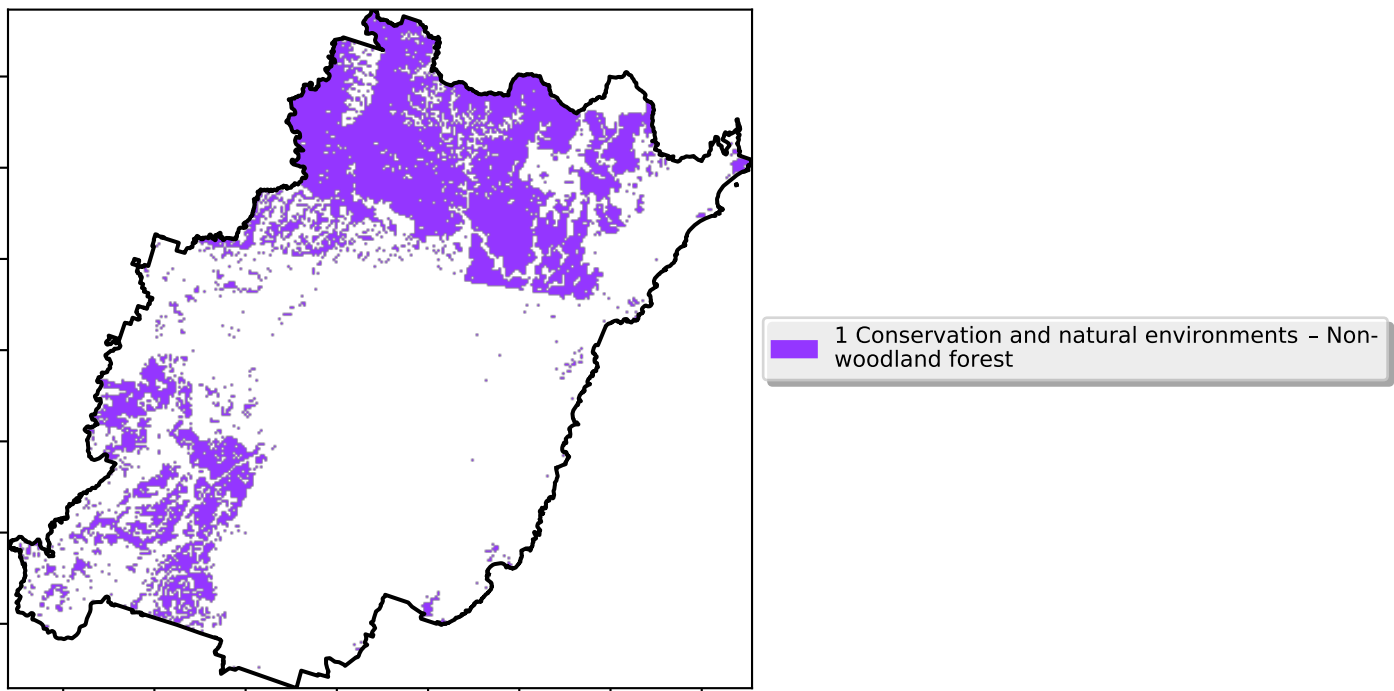 1 Conservation and natural environments – Non-
woodland forest